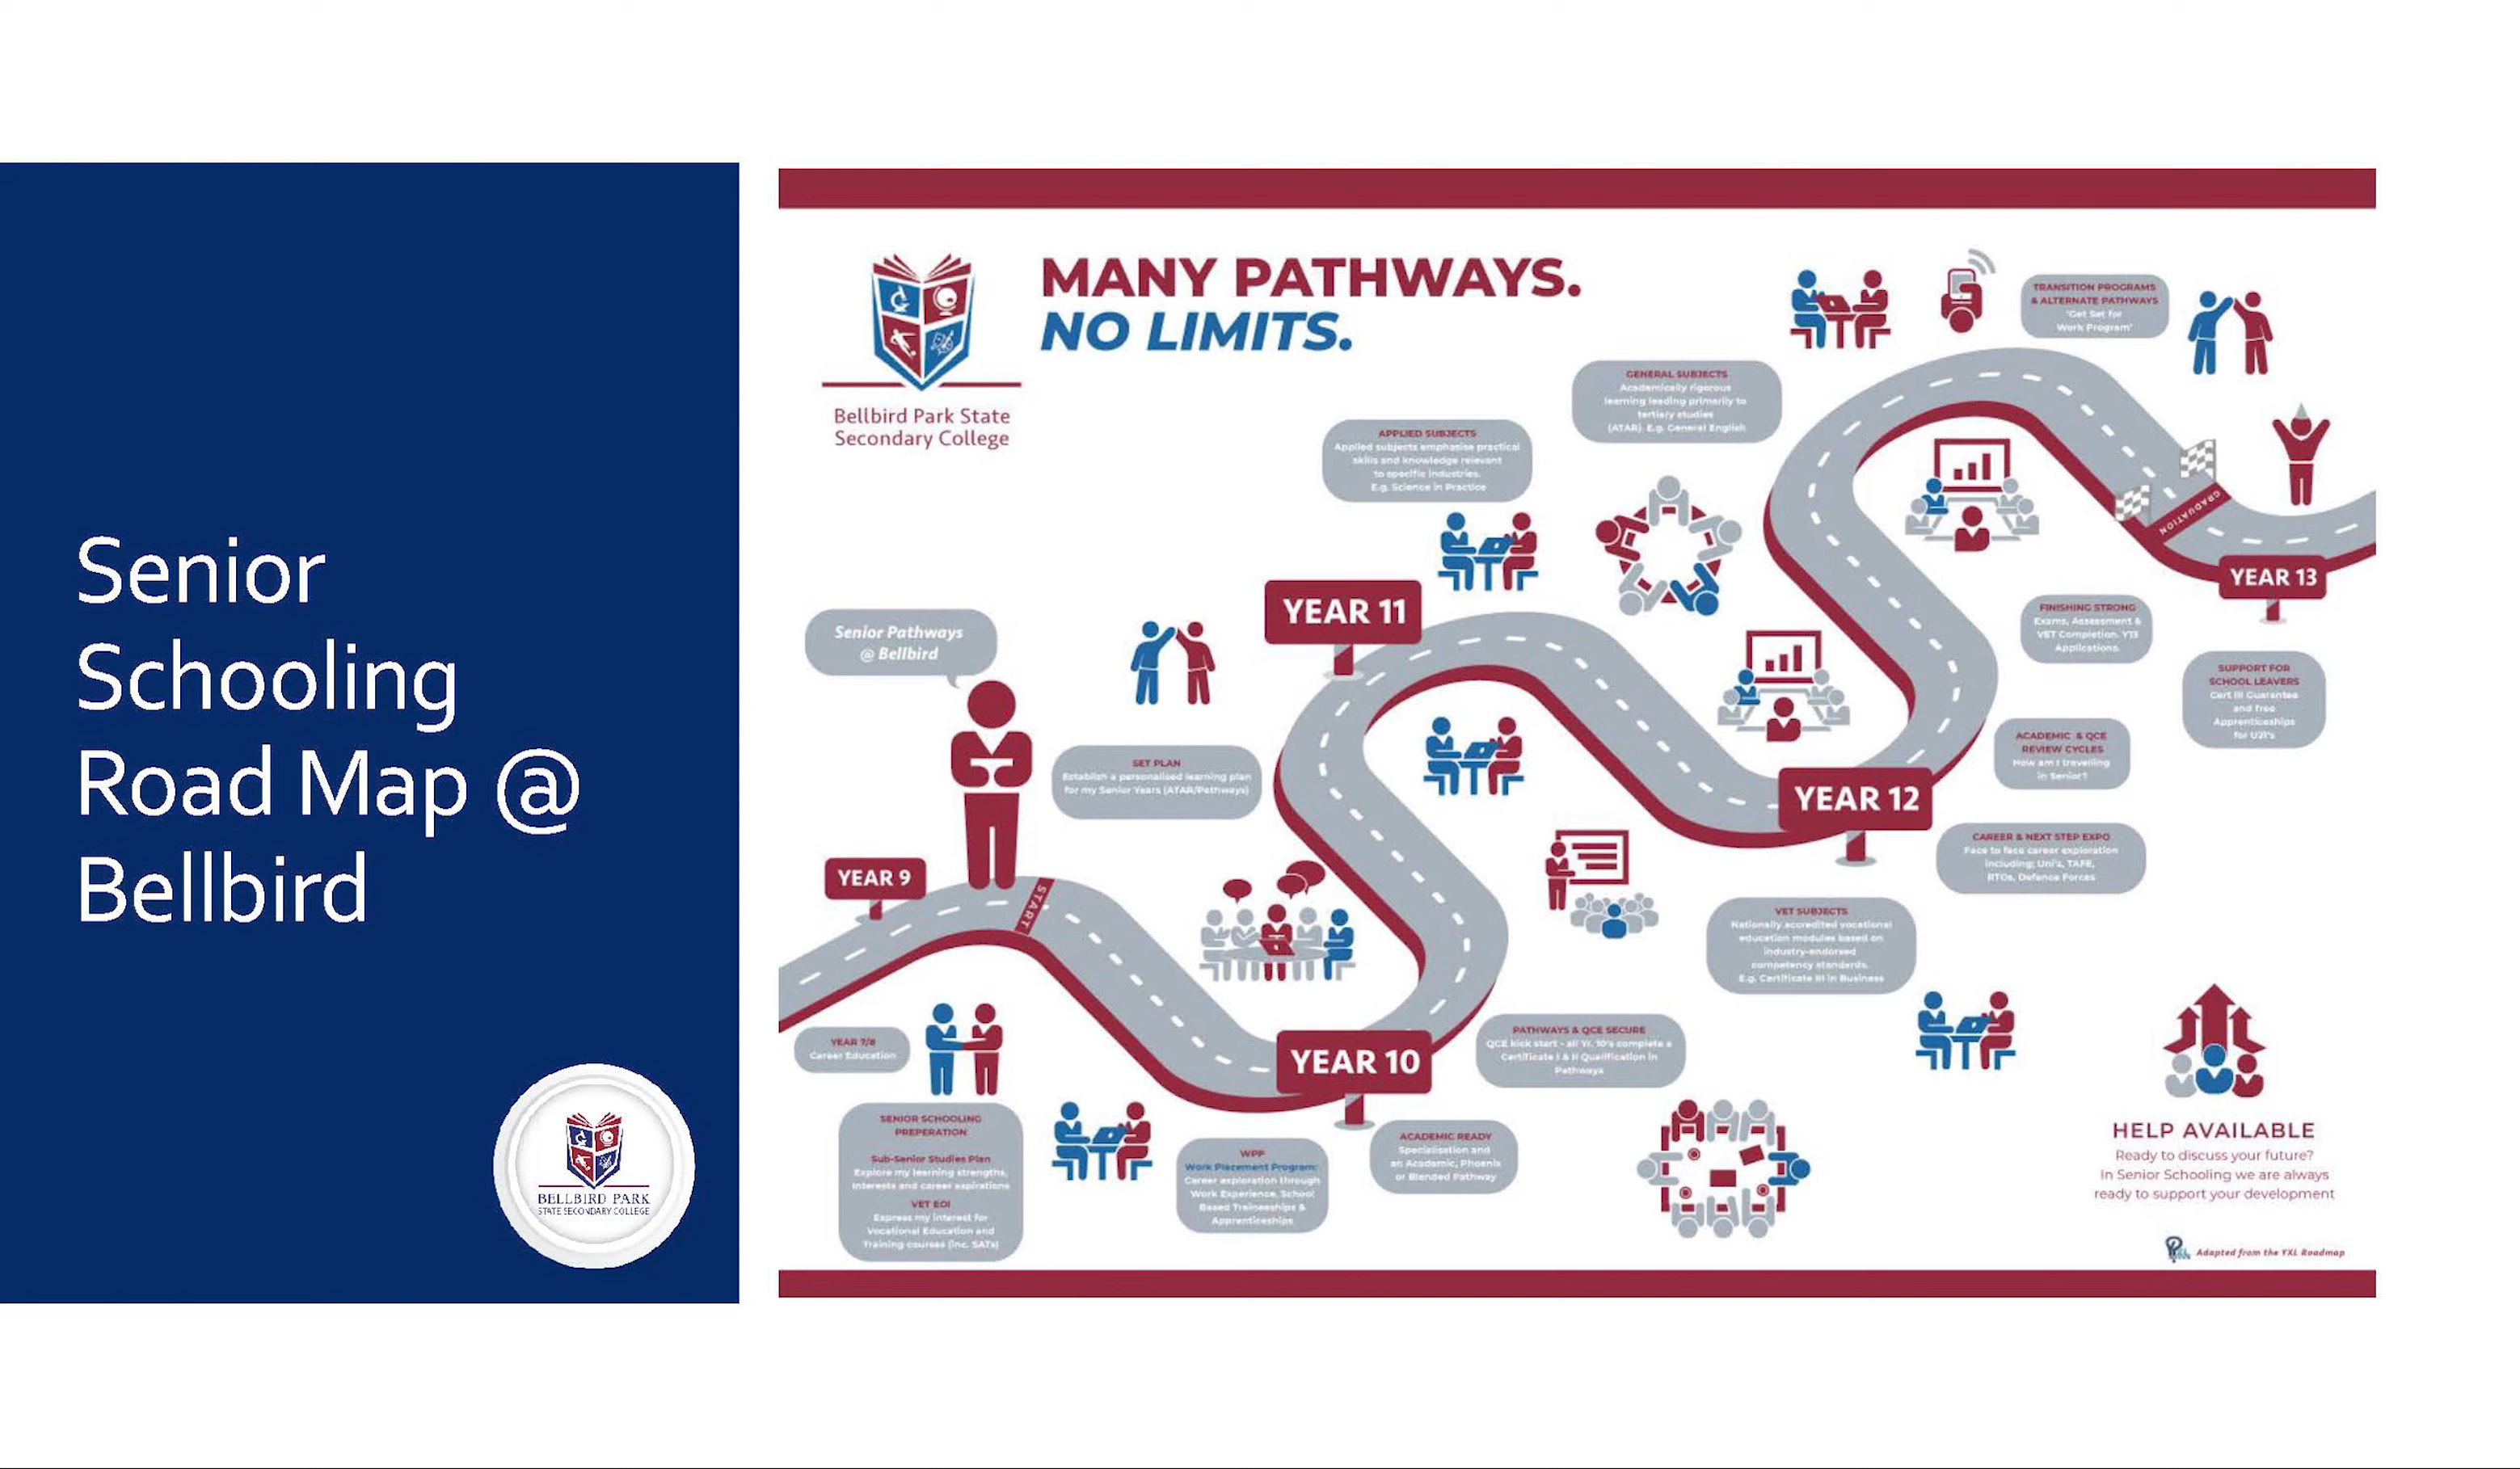 Senior
Schooling
Road Map @
Bellbird
BELLBIRD PARK
STATE SECONDARY COLLEGE
MANY PATHWAYS.
NO LIMITS.
Bellbird Park State
Secondary College
Senior Pathways
@ Bellbird
YEAR 9
START
YEAR 7/8
Career Education
SENIOR SCHOOLING
PREPARATION
Sub-Senior Studies Plan
Explore my learning strengths,
interests and career aspirations
VET EOI
Express my interest for
Vocational Education and
Training courses (inc. SATs)
SET PLAN
Establish a personalised learning plan
for my Senior Years (ATAR/Pathways)
WPP
Work Placement Program:
Career exploration through
Work Experience, School
Based Traineeships &
Apprenticeships
YEAR 10
ACADEMIC READY
Specialisation and
an Academic, Phoenix
or Blended Pathway
PATHWAYS & QCE SECURE
QCE kick start - all Yr. 10's complete a
Certificate I & II Qualification in
Pathways
YEAR 11
APPLIED SUBJECTS
Applied subjects emphasise practical
skills and knowledge relevant
to specific industries.
E.g. Science in Practice
GENERAL SUBJECTS
Academically rigorous
learning leading primarily to
tertiary studies
(ATAR). E.g. General English
VET SUBJECTS
Nationally accredited vocational
education modules based on
industry-endorsed
competency standards.
E.g. Certificate III in Business
YEAR 12
CAREER & NEXT STEP EXPO
Face to face career exploration
including; Uni's, TAFE,
RTOs, Defence Forces
ACADEMIC & QCE
REVIEW CYCLES
How am I travelling
in Senior?
FINISHING STRONG
Exams, Assessment &
VET Completion. Y13
Applications.
TRANSITION PROGRAMS
& ALTERNATE PATHWAYS
'Get Set for
Work Program'
GRADUATION
YEAR 13
SUPPORT FOR
SCHOOL LEAVERS
Cert III Guarantee
and free
Apprenticeships
for U21's
HELP AVAILABLE
Ready to discuss your future?
In Senior Schooling we are always
ready to support your development
Adapted from the YXL Roadmap